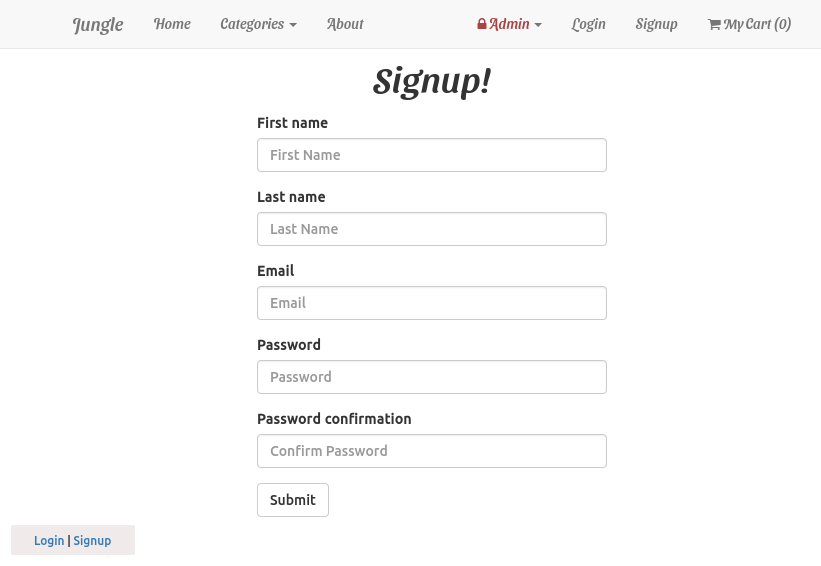 Jungle Home Categories About Admin Login Signup My Cart (0)
Signup!
First name
First Name
Last name
Last Name
Email
Email
Password
Password
Password confirmation
Confirm Password
Submit
Login | Signup